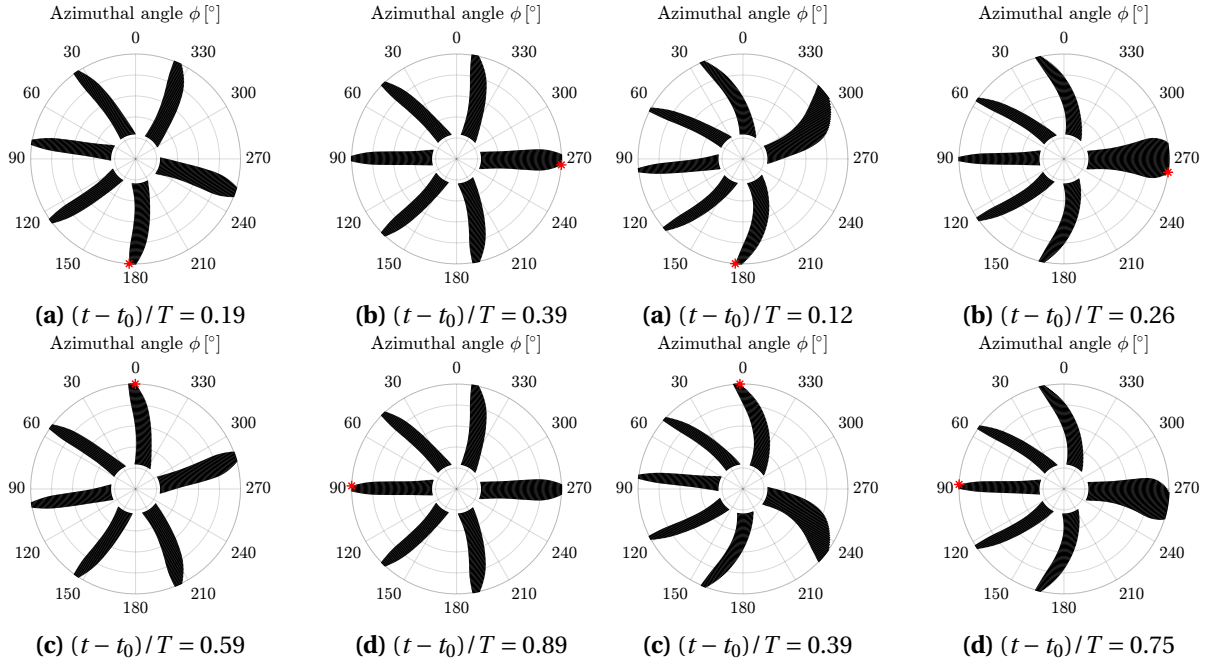 Azimuthal angle ϕ [°] Azimuthal angle ϕ [°] Azimuthal angle ϕ [°] Azimuthal angle ϕ [°]
0 0 0 0
30 330 30 330 30 330 30 330
60 300 60 300 60 300 60 300
90 270 90 270 90 270 90 270
120 240 120 240 120 240 120 240
150 210 150 210 150 210 150 210
180 180 180 180
(a) (t − t0)/T = 0.19 (b) (t − t0)/T = 0.39 (a) (t − t0)/T = 0.12 (b) (t − t0)/T = 0.26
Azimuthal angle ϕ [°] Azimuthal angle ϕ [°] Azimuthal angle ϕ [°] Azimuthal angle ϕ [°]
0 0 0 0
30 330 30 330 30 330 30 330
60 300 60 300 60 300 60 300
90 270 90 270 90 270 90 270
120 240 120 240 120 240 120 240
150 210 150 210 150 210 150 210
180 180 180 180
(c) (t − t0)/T = 0.59 (d) (t − t0)/T = 0.89 (c) (t − t0)/T = 0.39 (d) (t − t0)/T = 0.75